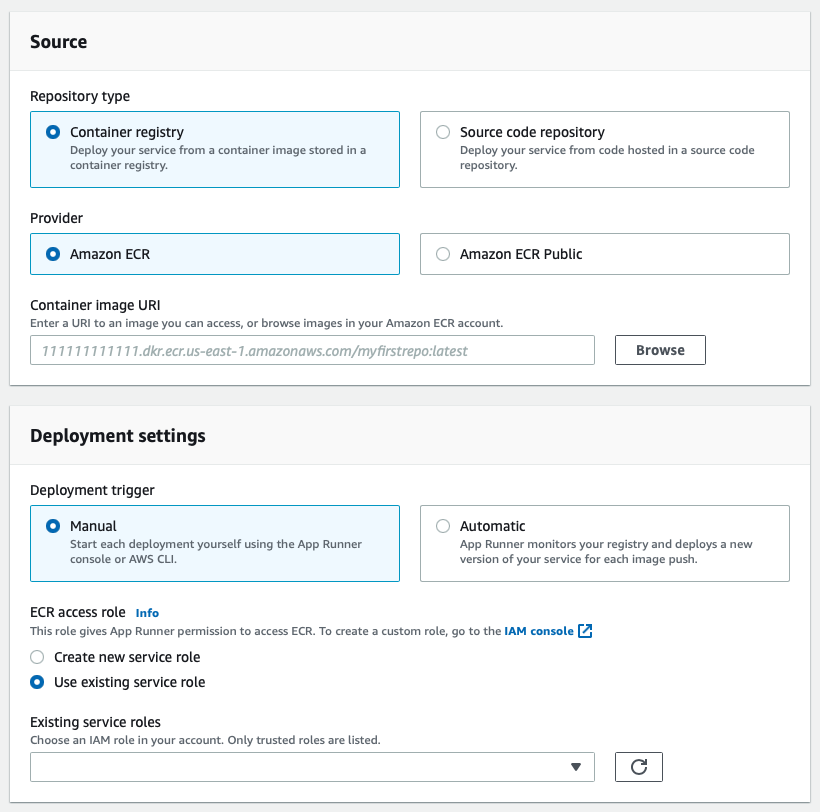 Source
Repository type
Container registry
Deploy your service from a container image stored in a
container registry.
Source code repository
Deploy your service from code hosted in a source code
repository.
Provider
Amazon ECR
Amazon ECR Public
Container image URI
Enter a URI to an image you can access, or browse images in your Amazon ECR account.
111111111111.dkr.ecr.us-east-1.amazonaws.com/myfirstrepo:latest
Browse
Deployment settings
Deployment trigger
Manual
Start each deployment yourself using the App Runner
console or AWS CLI.
Automatic
App Runner monitors your registry and deploys a new
version of your service for each image push.
ECR access role Info
This role gives App Runner permission to access ECR. To create a custom role, go to the IAM console
Create new service role
Use existing service role
Existing service roles
Choose an IAM role in your account. Only trusted roles are listed.